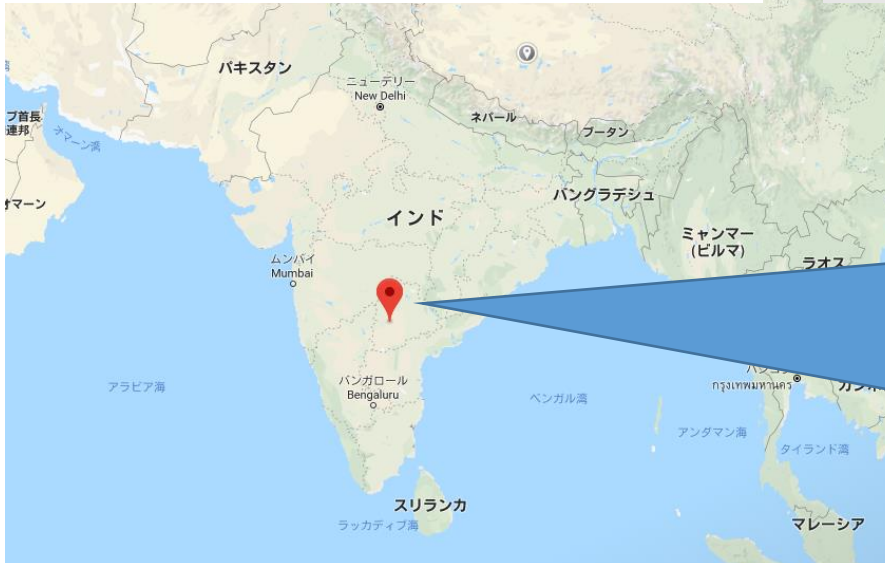 パキスタン
ニューデリー
New Delhi
ネパール
ブータン
ブ首長
連邦
オマーン湾
オマーン
バングラデシュ
インド
ミャンマー
(ビルマ)
ラオス
ムンバイ
Mumbai
バンガロール
Bengaluru
กรุงเทพมหานคร
アラビア海
ベンガル湾
アンダマン海
タイランド湾
スリランカ
ラッカディブ海
マレーシア